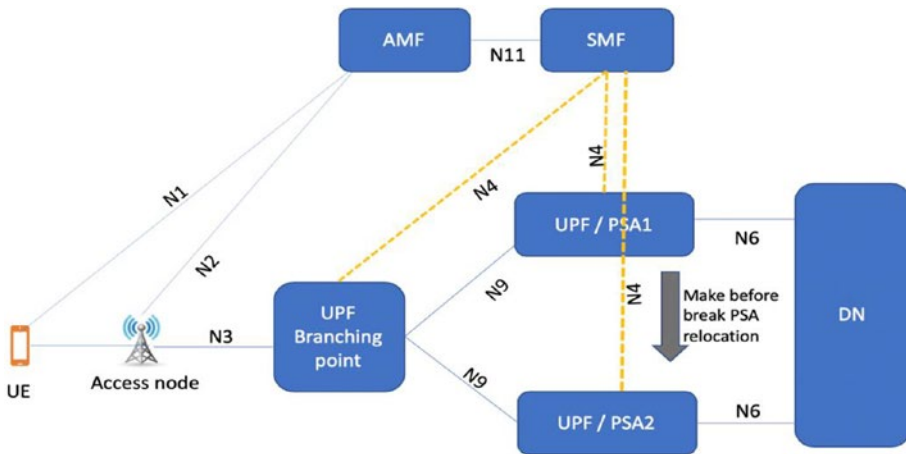 AMF
N11
SMF
N1
N2
N4
N4
UPF / PSA1
N6
N9
N4
Make before
break PSA
relocation
DN
N3
UPF
Branching
point
UE
Access node
N9
UPF / PSA2
N6